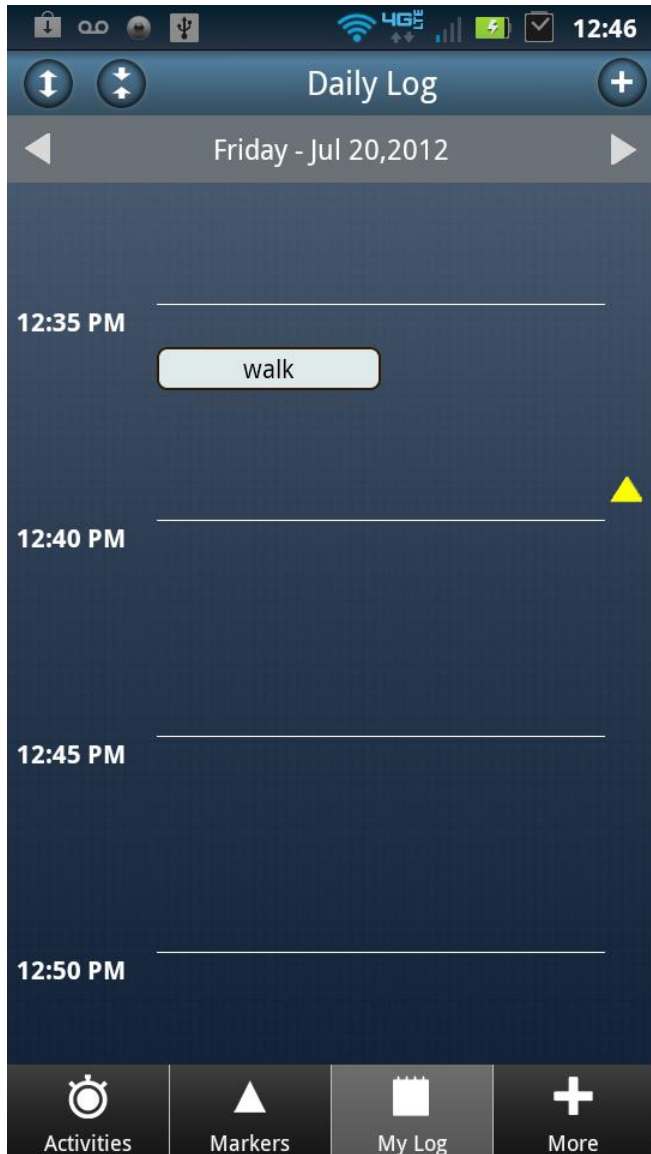 4G LTE 12:46
Daily Log
Friday - Jul 20,2012
12:35 PM
walk
12:40 PM
12:45 PM
12:50 PM
Activities Markers My Log More